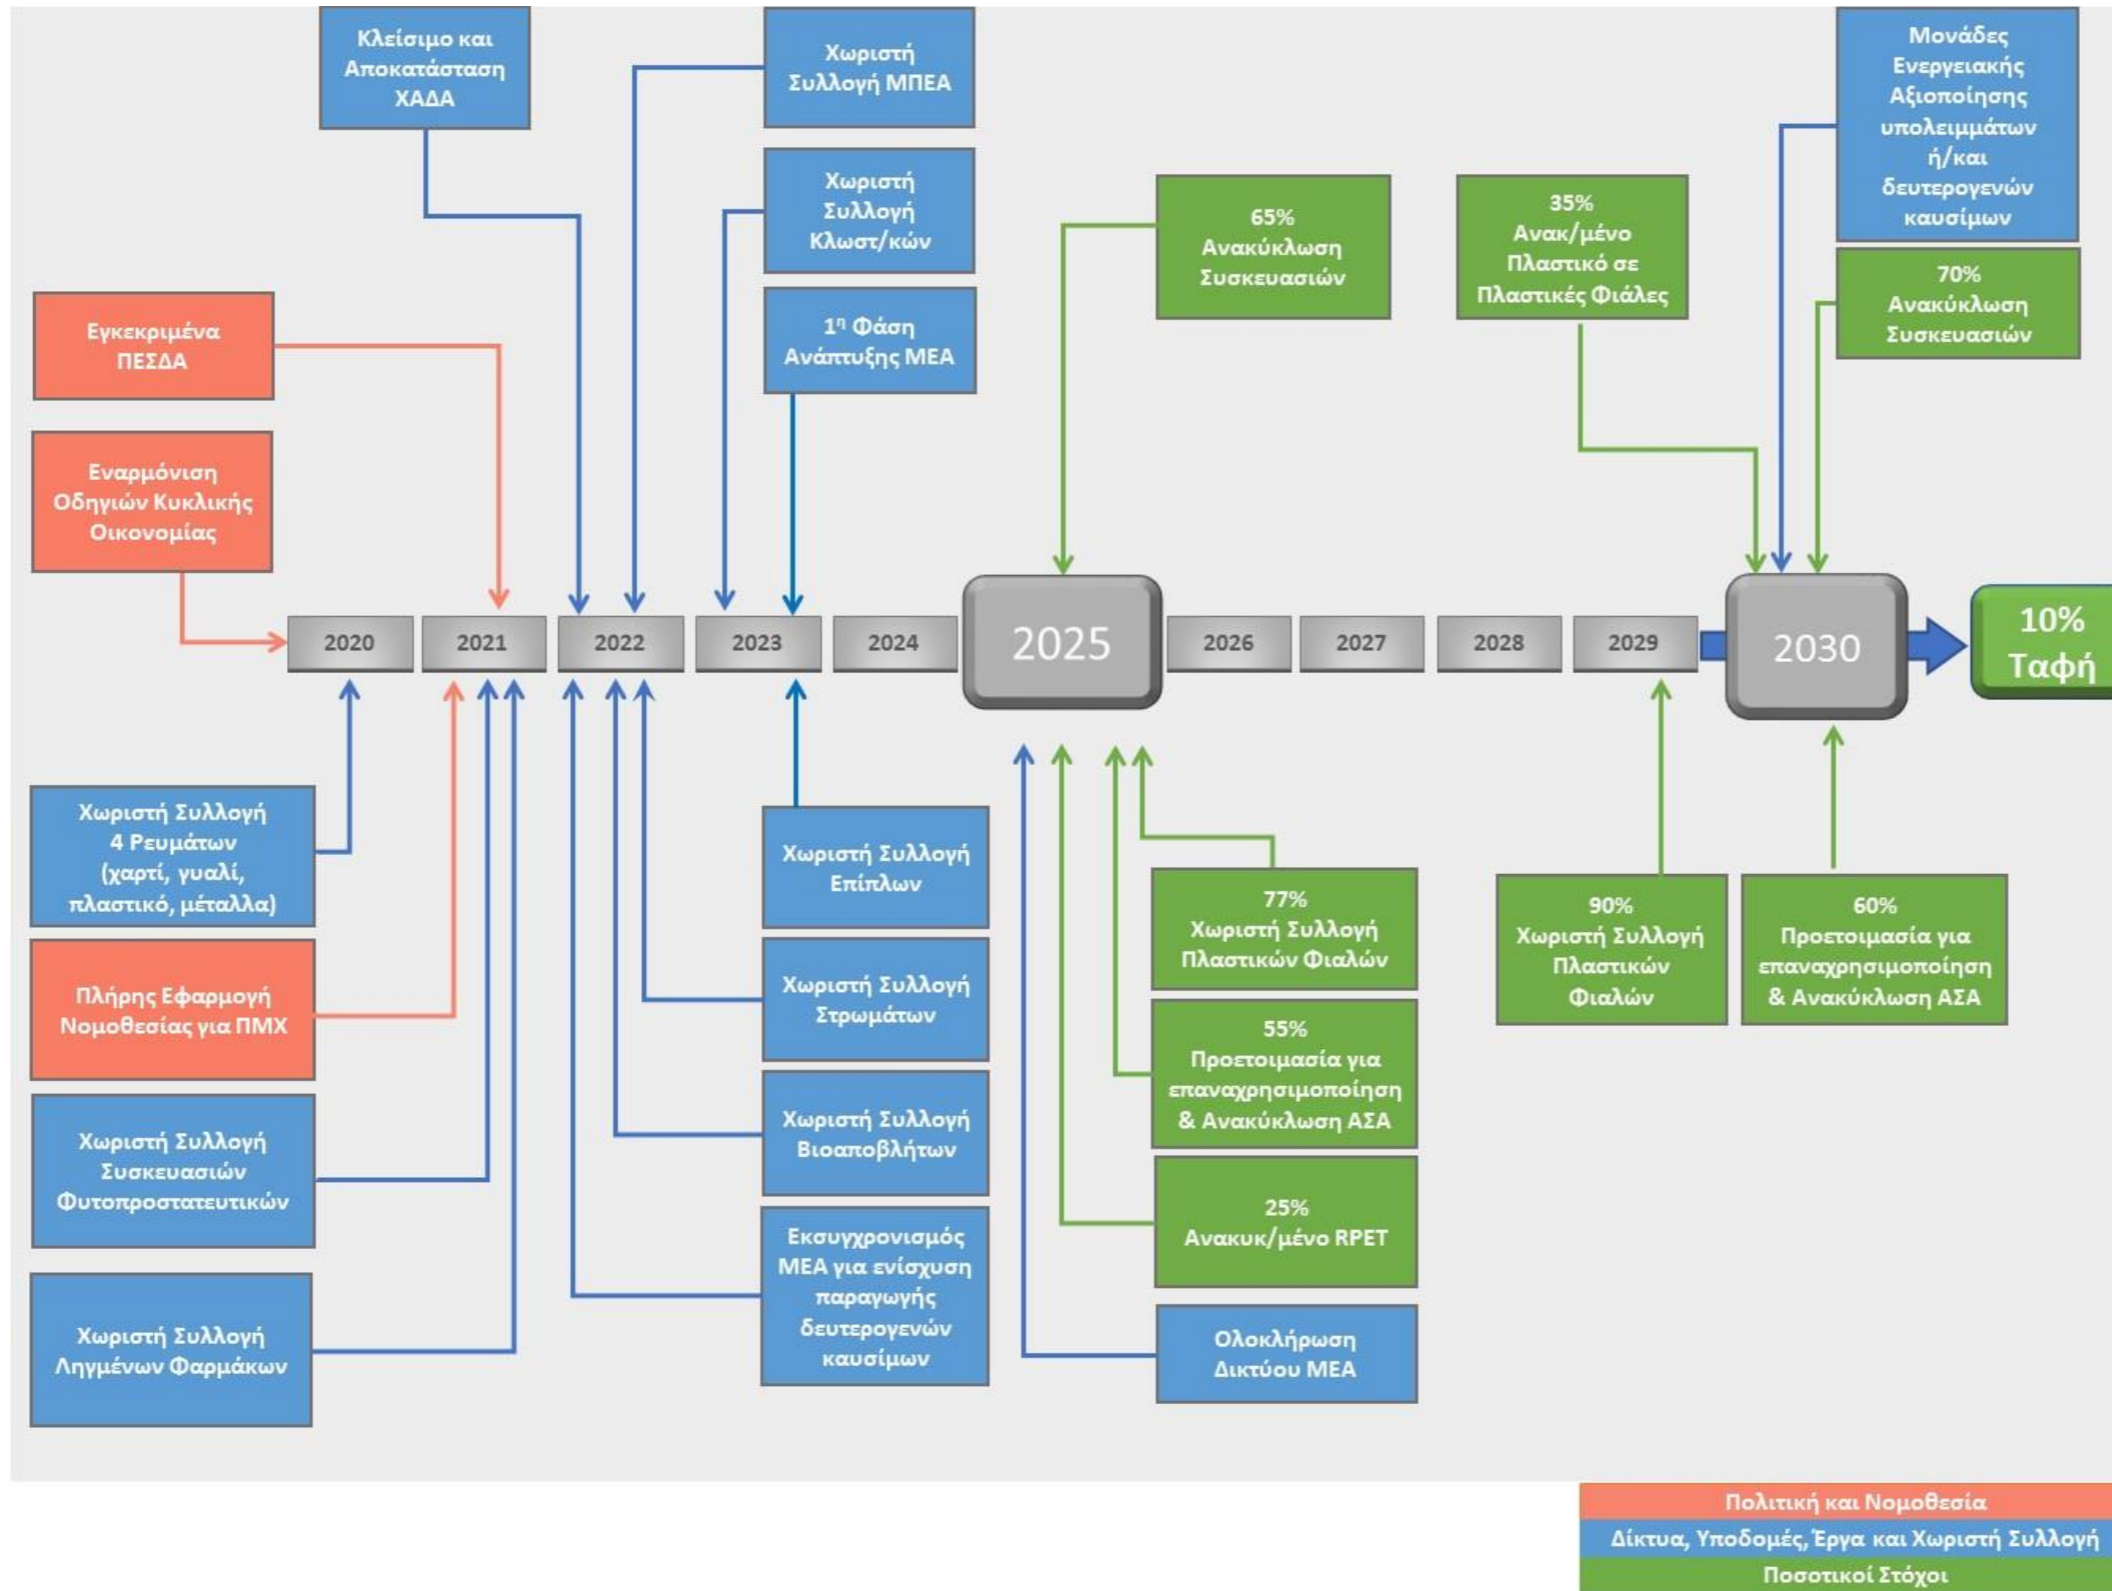 Κλείσιμο και
Αποκατάσταση
ΧΑΔΑ
Χωριστή
Συλλογή ΜΠΕΑ
Χωριστή
Συλλογή
Κλωστ/κών
1η Φάση
Ανάπτυξης ΜΕΑ
65%
Ανακύκλωση
Συσκευασιών
35%
Ανακ/μένο
Πλαστικό σε
Πλαστικές Φιάλες
Μονάδες
Ενεργειακής
Αξιοποίησης
υπολειμμάτων
ή/και
δευτερογενών
καυσίμων
70%
Ανακύκλωση
Συσκευασιών
Εγκεκριμένα
ΠΕΣΔΑ
Εναρμόνιση
Οδηγιών Κυκλικής
Οικονομίας
2020
2021
2022
2023
2024
2025
2026
2027
2028
2029
2030
10%
Ταφή
Χωριστή Συλλογή
4 Ρευμάτων
(χαρτί, γυαλί,
πλαστικό, μέταλλα)
Πλήρης Εφαρμογή
Νομοθεσίας για ΠΜΧ
Χωριστή Συλλογή
Συσκευασιών
Φυτοπροστατευτικών
Χωριστή Συλλογή
Ληγμένων Φαρμάκων
Χωριστή Συλλογή
Επίπλων
Χωριστή Συλλογή
Στρωμάτων
Χωριστή Συλλογή
Βιοαποβλήτων
Εκσυγχρονισμός
ΜΕΑ για ενίσχυση
παραγωγής
δευτερογενών
καυσίμων
77%
Χωριστή Συλλογή
Πλαστικών Φιαλών
55%
Προετοιμασία για
επαναχρησιμοποίηση
& Ανακύκλωση ΑΣΑ
25%
Ανακυκ/μένο RPET
Ολοκλήρωση
Δικτύου ΜΕΑ
90%
Χωριστή Συλλογή
Πλαστικών
Φιαλών
60%
Προετοιμασία για
επαναχρησιμοποίηση
& Ανακύκλωση ΑΣΑ
Πολιτική και Νομοθεσία
Δίκτυα, Υποδομές, Έργα και Χωριστή Συλλογή
Ποσοτικοί Στόχοι